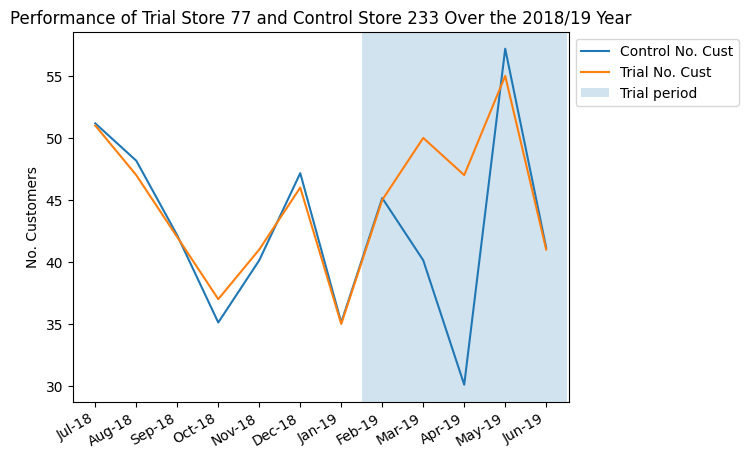 Performance of Trial Store 77 and Control Store 233 Over the 2018/19 Year
Control No. Cust
Trial No. Cust
Trial period
No. Customers
55
50
45
40
35
30
Jul-18
Aug-18
Sep-18
Oct-18
Nov-18
Dec-18
Jan-19
Feb-19
Mar-19
Apr-19
May-19
Jun-19